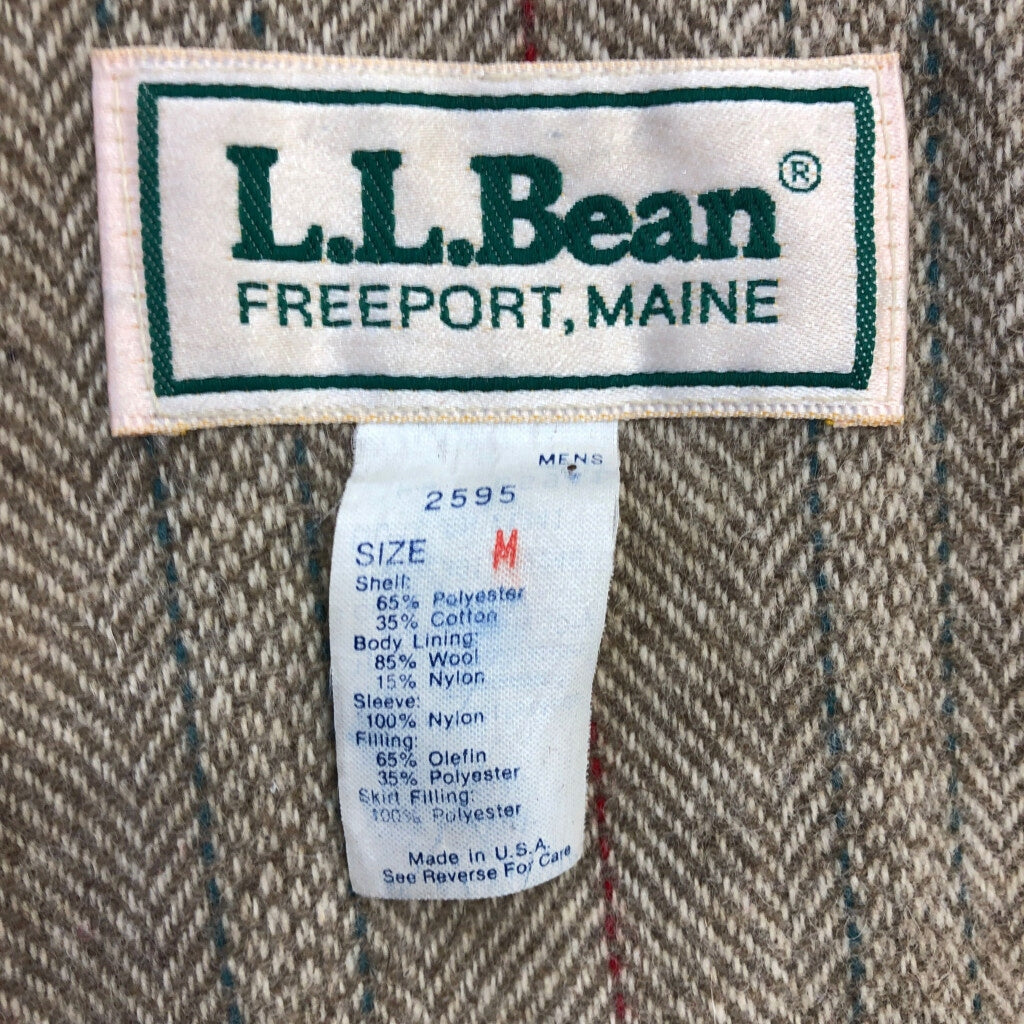 L.L.Bean®
FREEPORT, MAINE
MENS
2595
SIZE M
Shell:
65% Polyester
35% Cotton
Body Lining:
85% Wool
15% Nylon
Sleeve:
100% Nylon
Filling:
65% Olefin
35% Polyester
Skirt Filling:
100% Polyester
Made in U.S.A.
See Reverse For Care